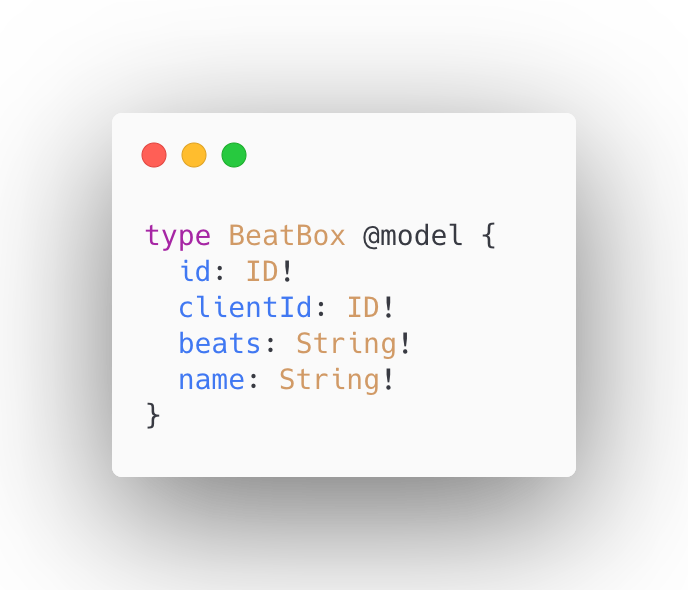 type BeatBox @model {
  id: ID!
  clientId: ID!
  beats: String!
  name: String!
}